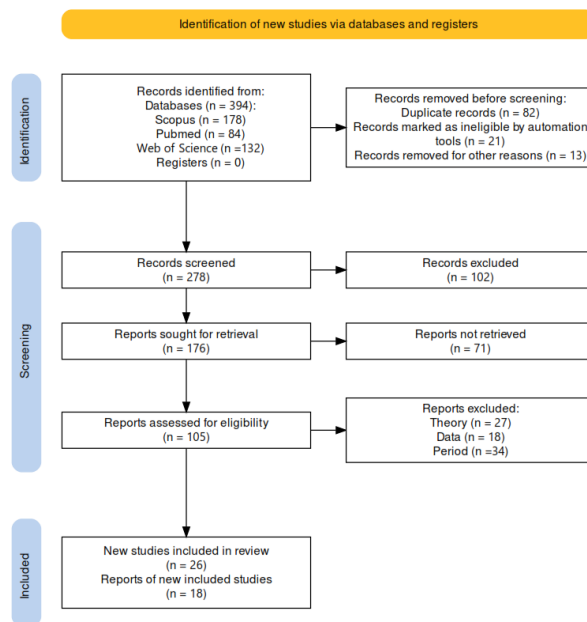 Identification of new studies via databases and registers
Identification
Records identified from:
Databases (n = 394):
Scopus (n = 178)
Pubmed (n = 84)
Web of Science (n =132)
Registers (n = 0)
Records removed before screening:
Duplicate records (n = 82)
Records marked as ineligible by automation
tools (n = 21)
Records removed for other reasons (n = 13)
Screening
Records screened
(n = 278)
Records excluded
(n = 102)
Reports sought for retrieval
(n = 176)
Reports not retrieved
(n = 71)
Reports assessed for eligibility
(n = 105)
Reports excluded:
Theory (n = 27)
Data (n = 18)
Period (n =34)
Included
New studies included in review
(n = 26)
Reports of new included studies
(n = 18)